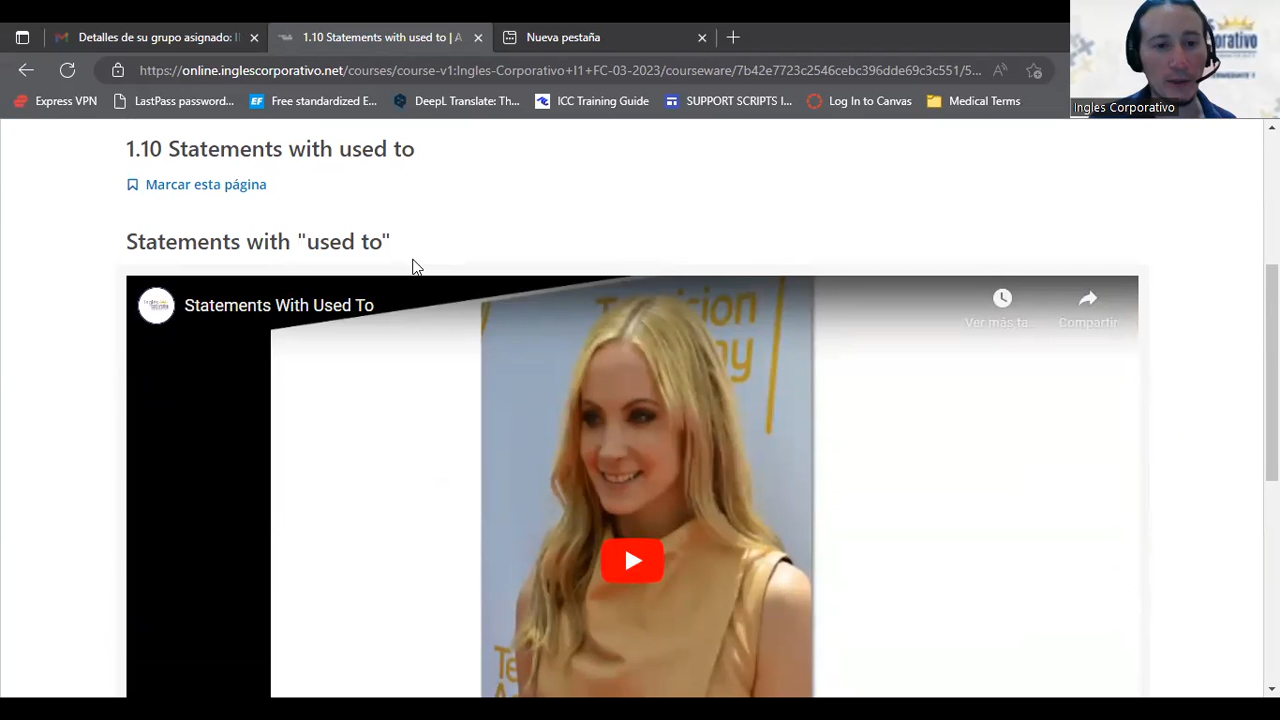 Detalles de su grupo asignado: I
1.10 Statements with used to | A
Nueva pestaña
https://online.inglescorporativo.net/courses/course-v1:Ingles-Corporativo+I1+FC-03-2023/courseware/7b42e7723c2546cebc396dde69c3c551/5...
Express VPN
LastPass password...
EF
Free standardized E...
DeepL Translate: Th...
ICC Training Guide
SUPPORT SCRIPTS I...
Log In to Canvas
Medical Terms
Ingles Corporativo
1.10 Statements with used to
Marcar esta página
Statements with "used to"
Statements With Used To
Ver más ta...
Compartir